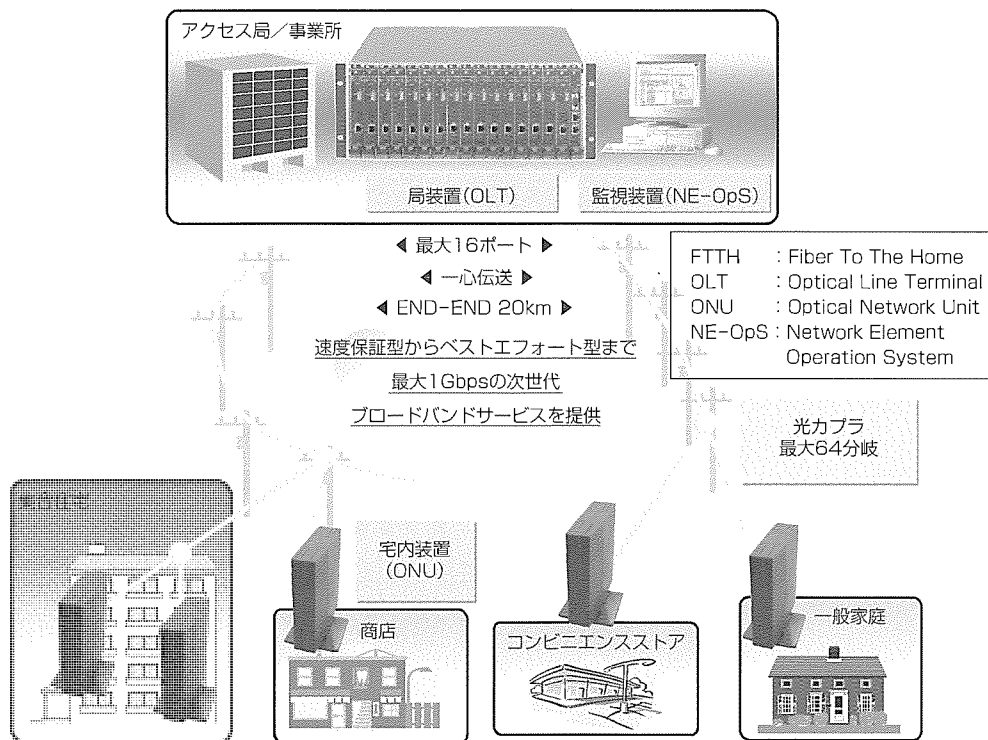 アクセス局／事業所
局装置(OLT)
監視装置(NE-OpS)
◀ 最大16ポート ▶
◀ 一心伝送 ▶
◀ END-END 20km ▶
速度保証型からベストエフォート型まで
最大1Gbpsの次世代
ブロードバンドサービスを提供
FTTH : Fiber To The Home
OLT : Optical Line Terminal
ONU : Optical Network Unit
NE-OpS : Network Element
Operation System
光カプラ
最大64分岐
集合住宅
宅内装置
(ONU)
商店
コンビニエンスストア
一般家庭